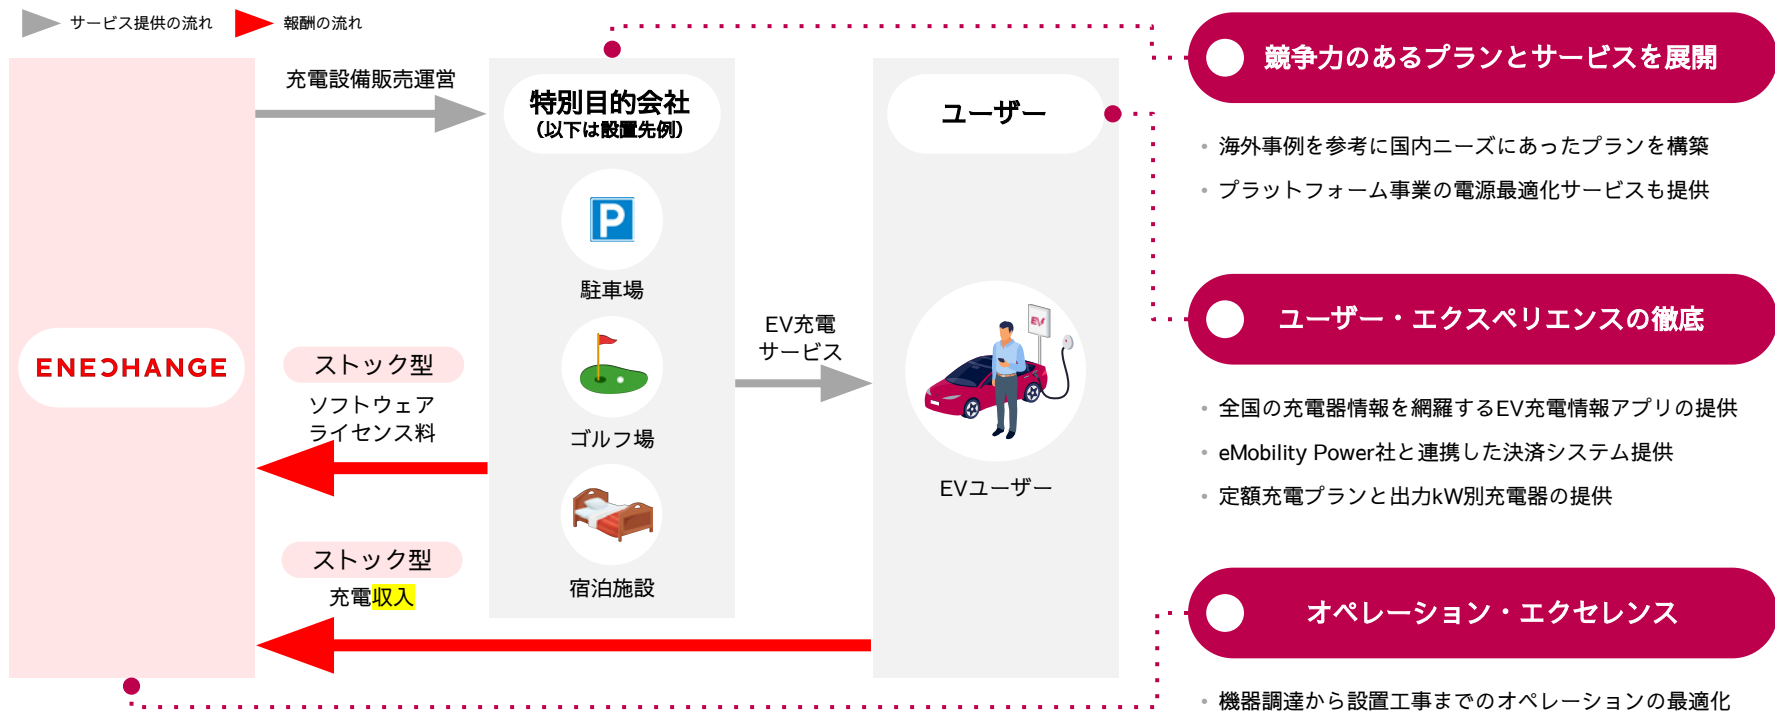 サービス提供の流れ
報酬の流れ
ENECHANGE
充電設備販売運営
ストック型
ソフトウェア
ライセンス料
ストック型
充電収入
特別目的会社
（以下は設置先例）
P
駐車場
ゴルフ場
宿泊施設
EV充電
サービス
ユーザー
EV
EVユーザー
競争力のあるプランとサービスを展開
• 海外事例を参考に国内ニーズにあったプランを構築
• プラットフォーム事業の電源最適化サービスも提供
ユーザー・エクスペリエンスの徹底
• 全国の充電器情報を網羅するEV充電情報アプリの提供
• eMobility Power社と連携した決済システム提供
• 定額充電プランと出力kW別充電器の提供
オペレーション・エクセレンス
• 機器調達から設置工事までのオペレーションの最適化